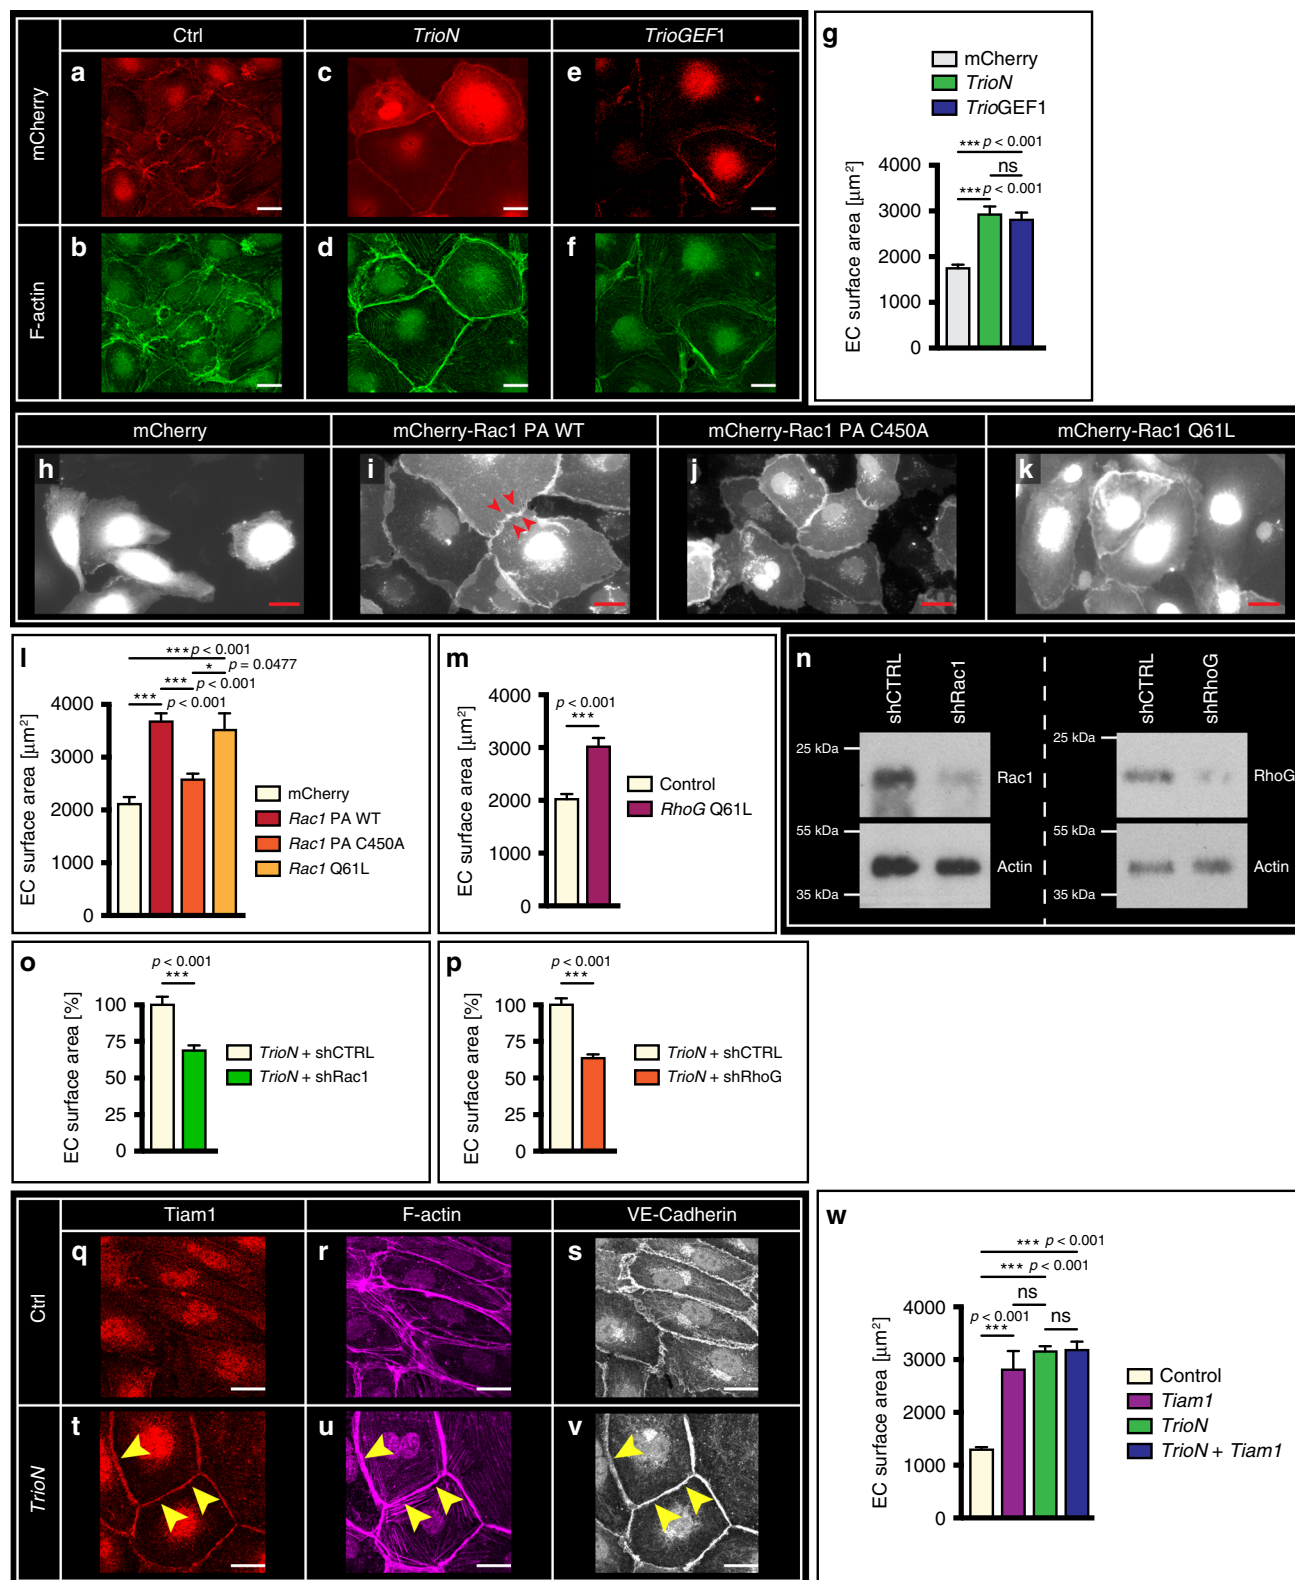 Ctrl
TrioN
TrioGEF1
mCherry
F-actin
a
c
e
b
d
f
g
mCherry
TrioN
TrioGEF1
*** p < 0.001
ns
*** p < 0.001
EC surface area [µm²]
4000
3000
2000
1000
0
mCherry
mCherry-Rac1 PA WT
mCherry-Rac1 PA C450A
mCherry-Rac1 Q61L
h
i
j
k
l
*** p < 0.001
* p = 0.0477
*** p < 0.001
*** p < 0.001
EC surface area [µm²]
4000
3000
2000
1000
0
mCherry
Rac1 PA WT
Rac1 PA C450A
Rac1 Q61L
m
p < 0.001
***
EC surface area [µm²]
4000
3000
2000
1000
0
Control
RhoG Q61L
n
shCTRL
shRac1
25 kDa
Rac1
55 kDa
Actin
35 kDa
shCTRL
shRhoG
25 kDa
RhoG
55 kDa
Actin
35 kDa
o
p < 0.001
***
EC surface area [%]
100
75
50
25
0
TrioN + shCTRL
TrioN + shRac1
p
p < 0.001
***
EC surface area [%]
100
75
50
25
0
TrioN + shCTRL
TrioN + shRhoG
Tiam1
F-actin
VE-Cadherin
Ctrl
TrioN
q
r
s
t
u
v
w
*** p < 0.001
*** p < 0.001
ns
p < 0.001
***
ns
EC surface area [µm²]
4000
3000
2000
1000
0
Control
Tiam1
TrioN
TrioN + Tiam1